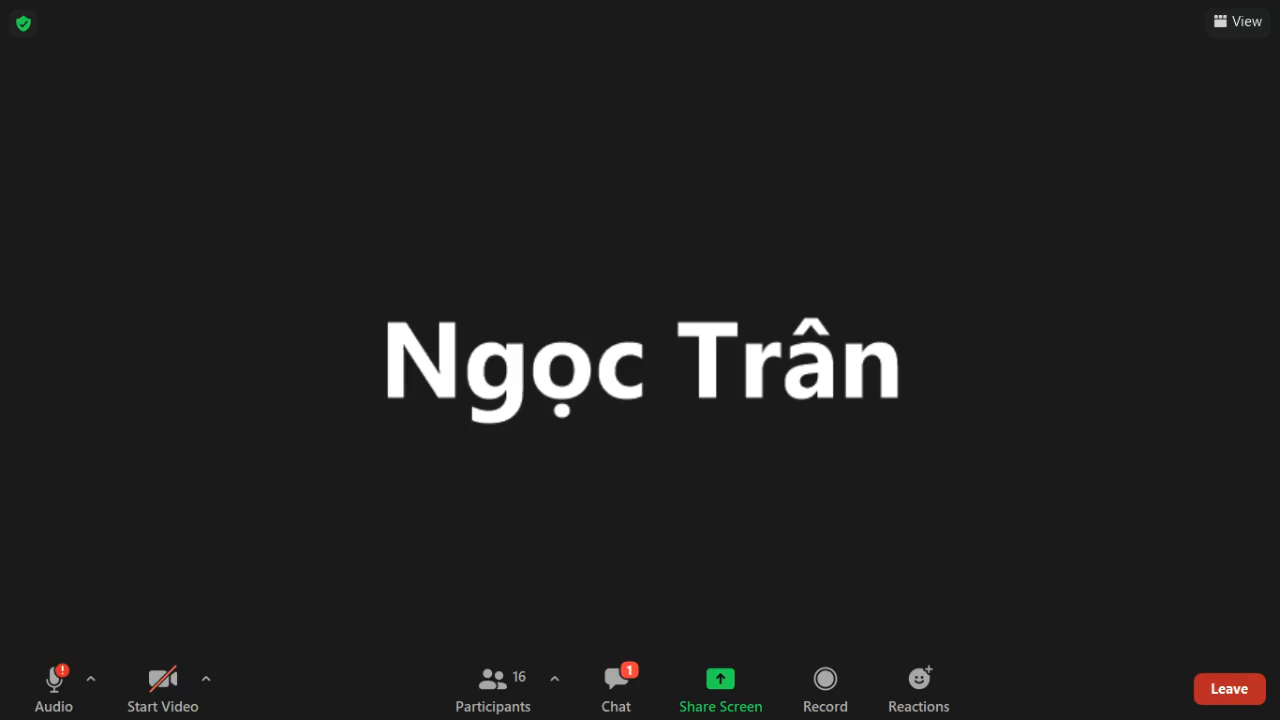 View
Ngọc Trân
16
1
Audio
Start Video
Participants
Chat
Share Screen
Record
Reactions
Leave